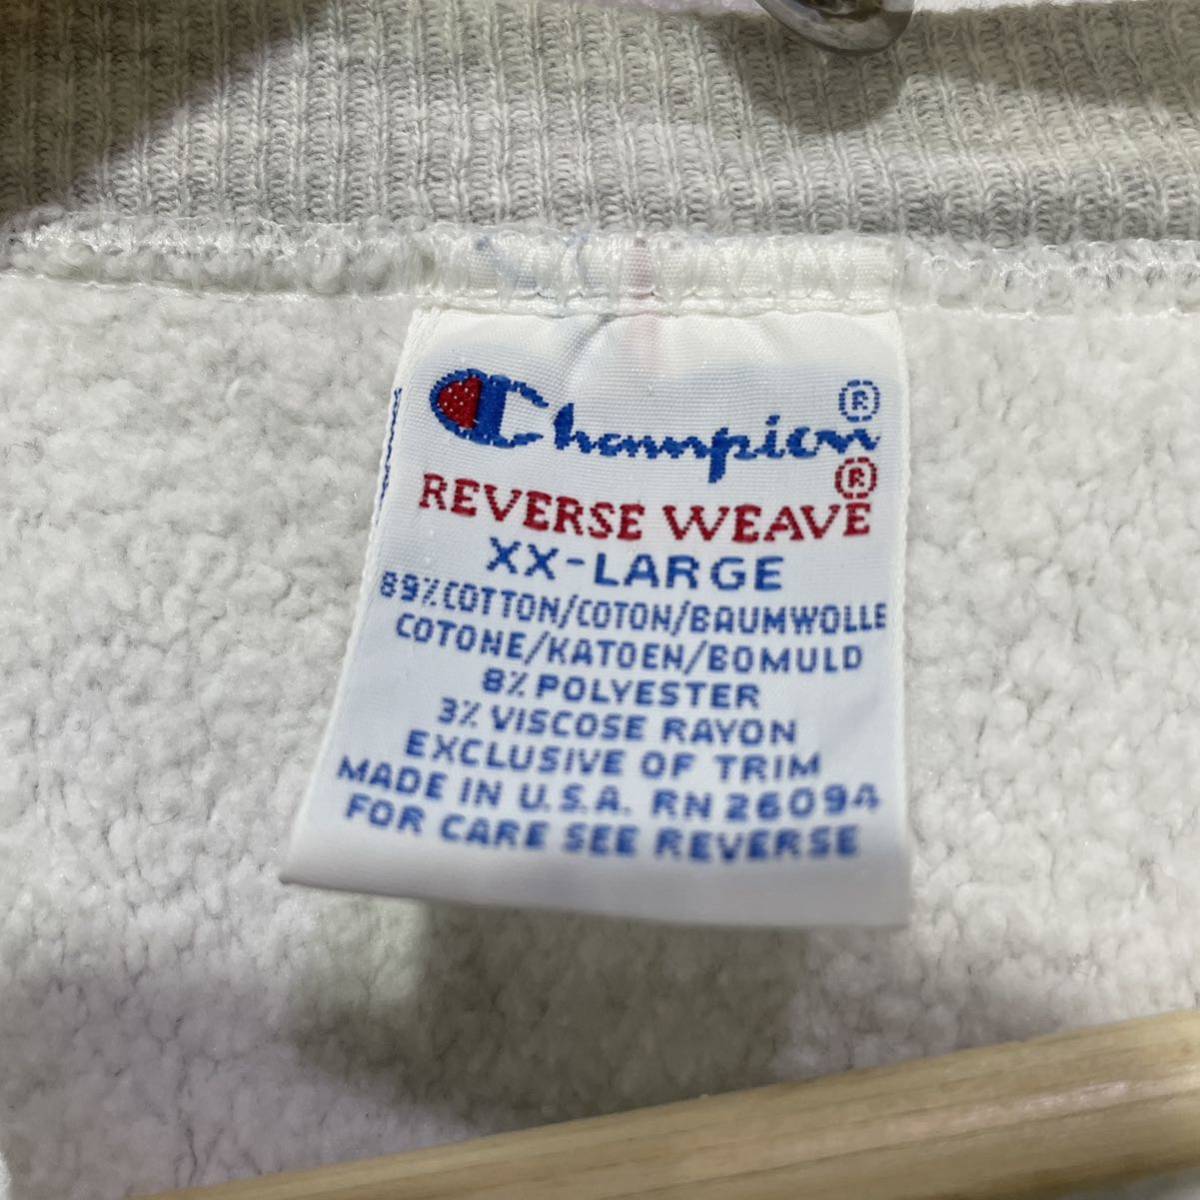 Champion®
REVERSE WEAVE®
XX-LARGE
89% COTTON/COTON/BAUMWOLLE
COTONE/KATOEN/BOMULD
8% POLYESTER
3% VISCOSE RAYON
EXCLUSIVE OF TRIM
MADE IN U.S.A. RN 26094
FOR CARE SEE REVERSE